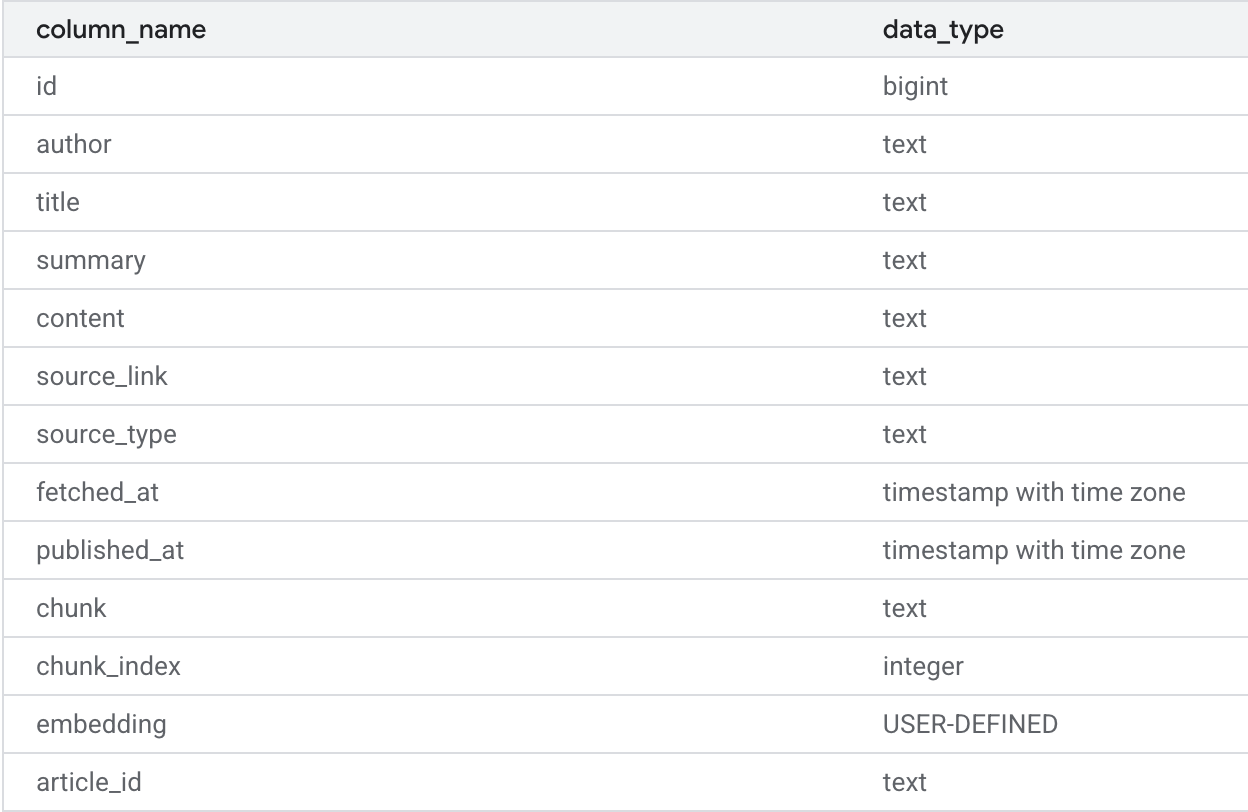 column_name data_type
id bigint
author text
title text
summary text
content text
source_link text
source_type text
fetched_at timestamp with time zone
published_at timestamp with time zone
chunk text
chunk_index integer
embedding USER-DEFINED
article_id text